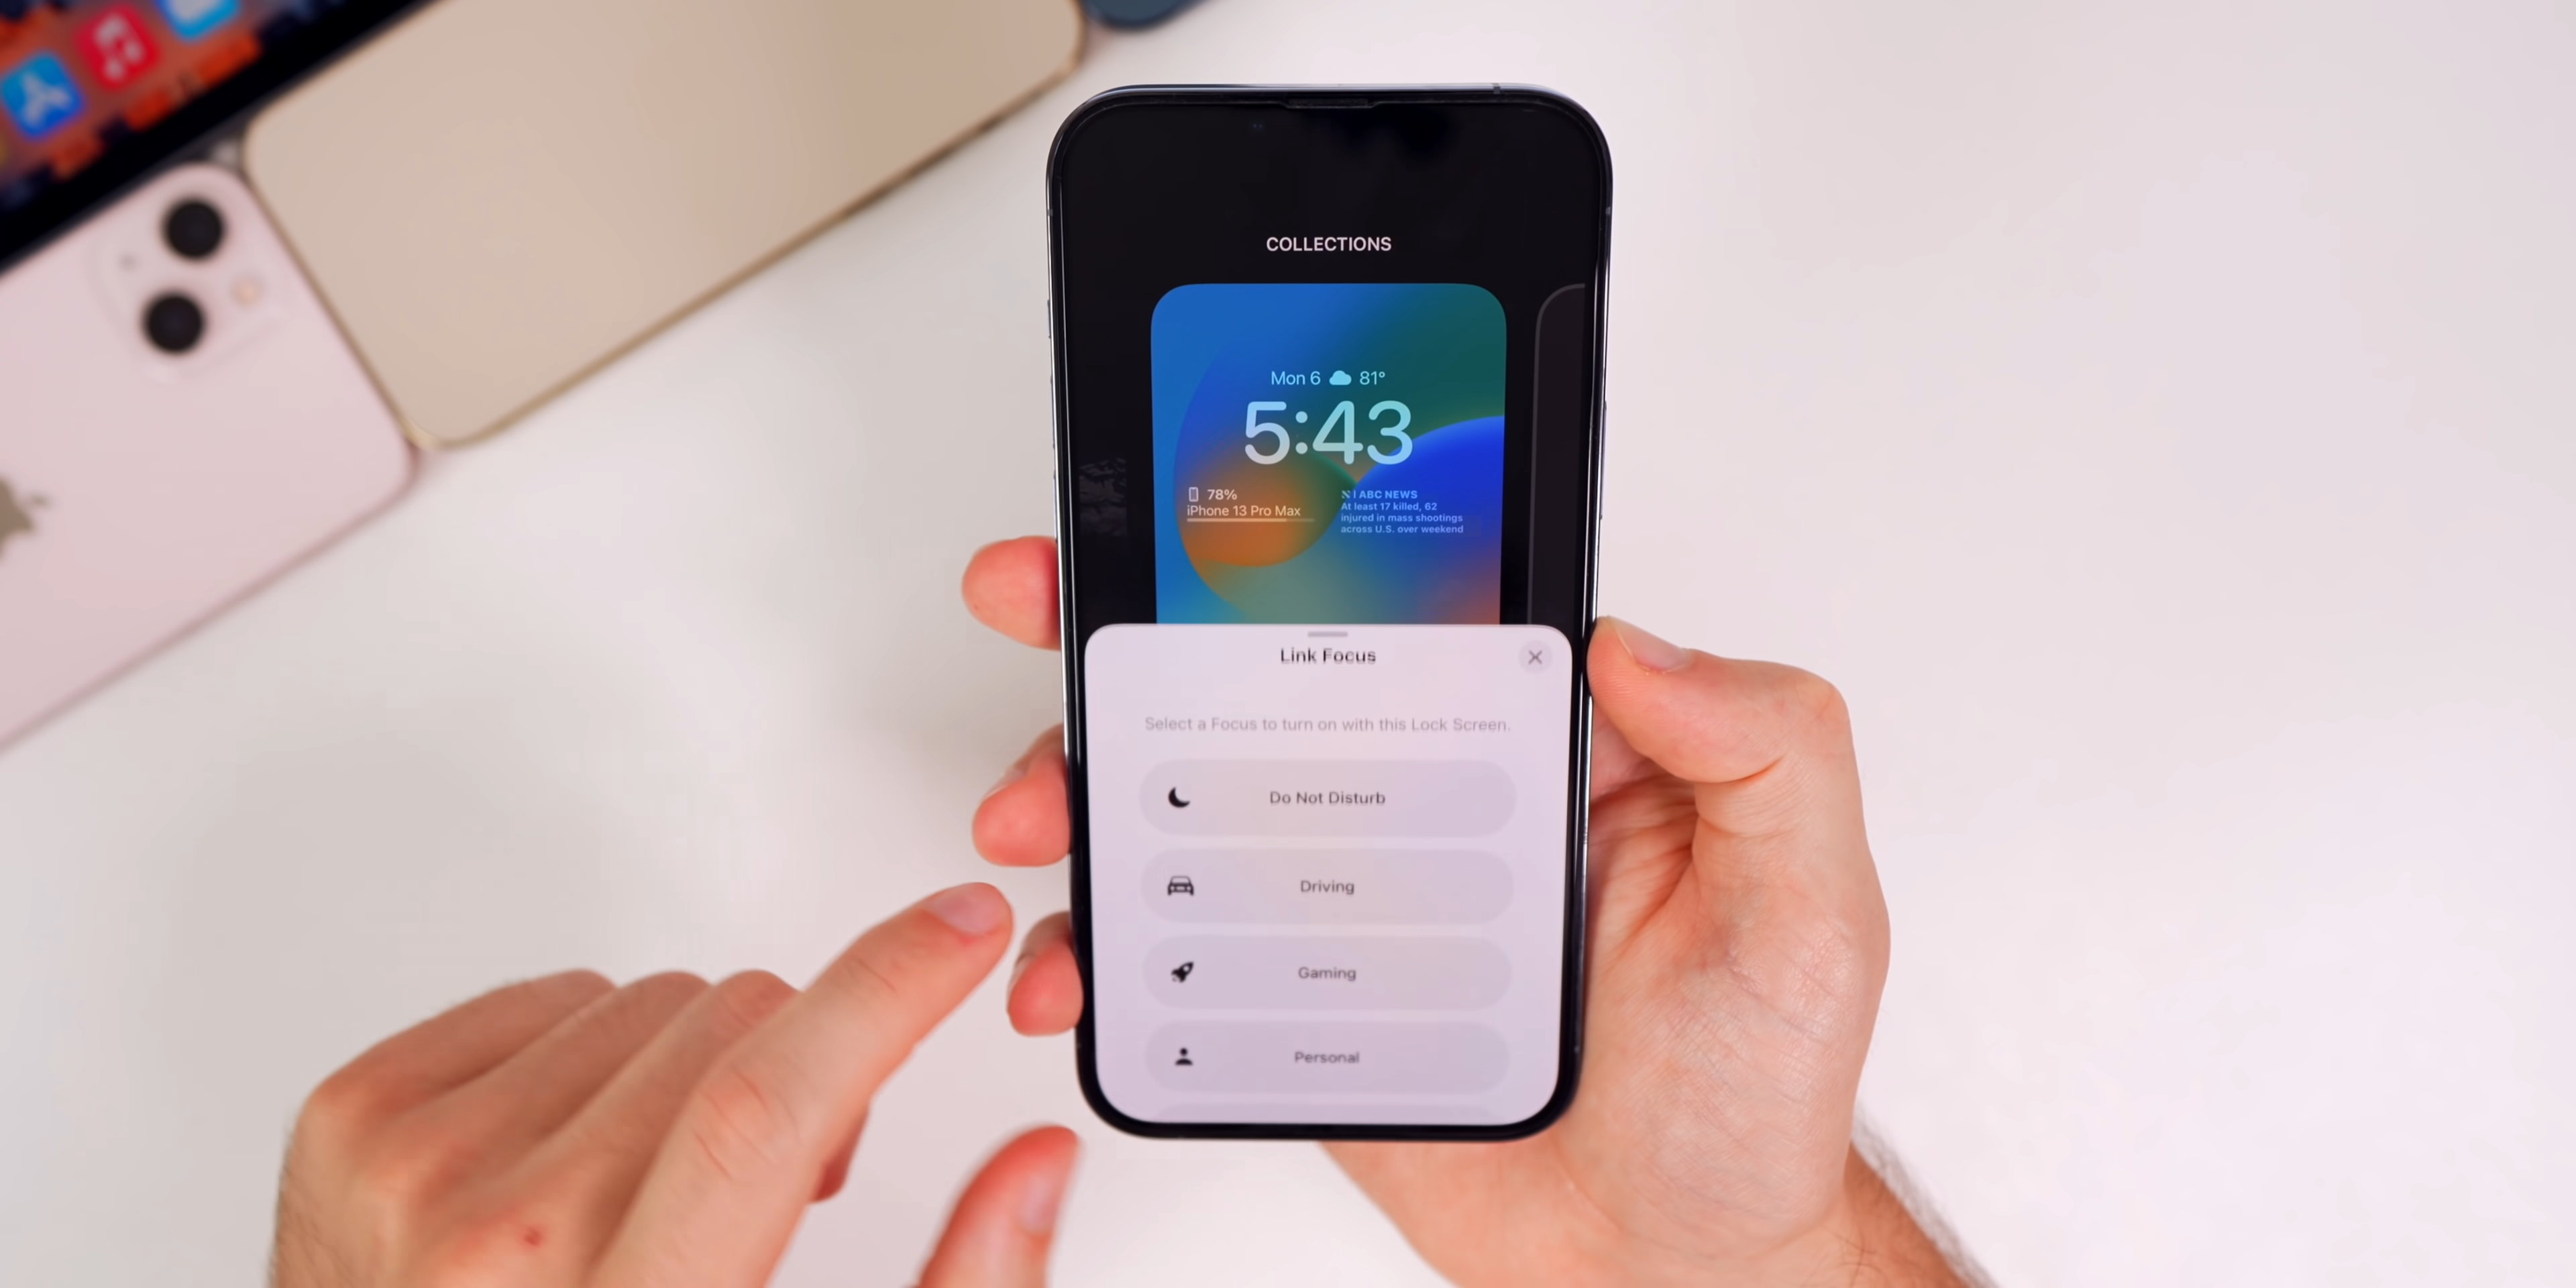 COLLECTIONS
Mon 6 81°
5:43
78%
iPhone 13 Pro Max
N | ABC NEWS
At least 17 killed, 62
injured in mass shootings
across U.S. over weekend
Link Focus
Select a Focus to turn on with this Lock Screen.
Do Not Disturb
Driving
Gaming
Personal